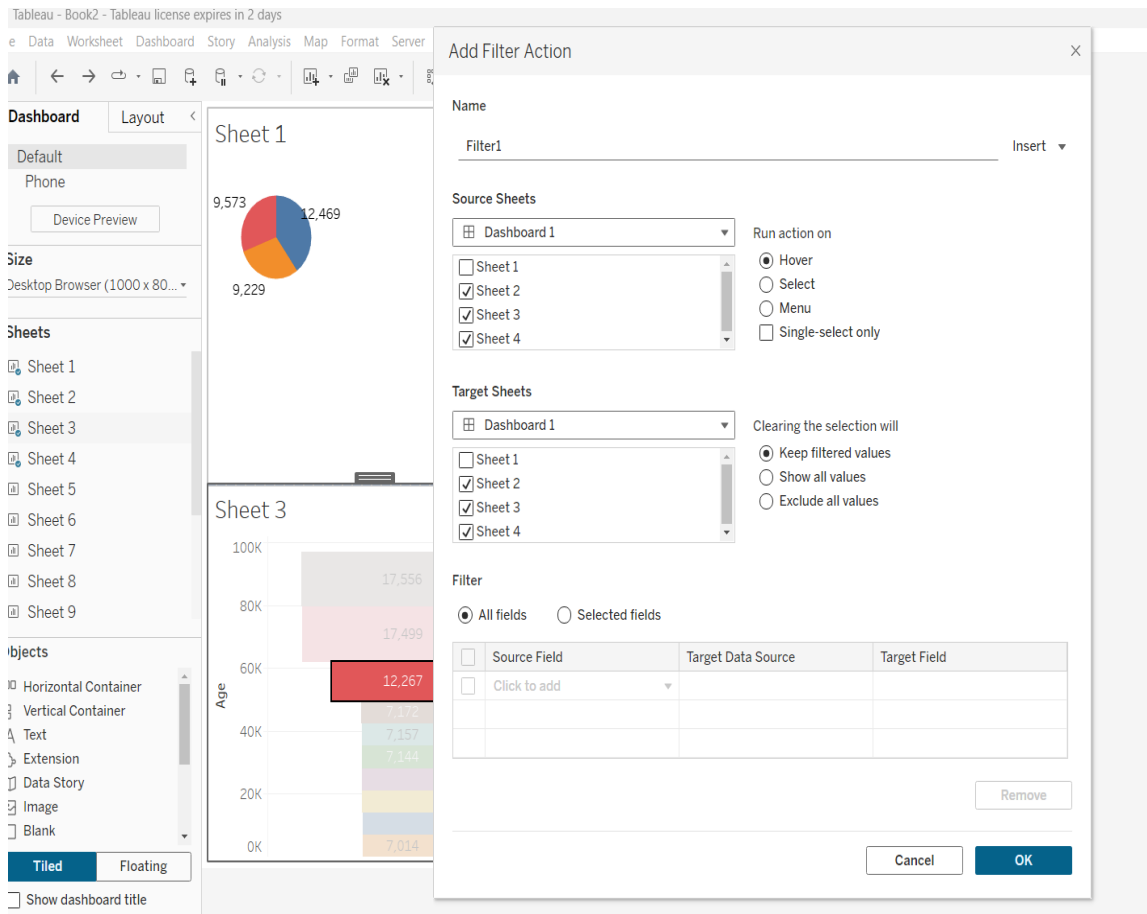 Tableau - Book2 - Tableau license expires in 2 days
e Data Worksheet Dashboard Story Analysis Map Format Server
Dashboard Layout
Default
Phone
Device Preview
Size
Desktop Browser (1000 x 80...
Sheets
Sheet 1
Sheet 2
Sheet 3
Sheet 4
Sheet 5
Sheet 6
Sheet 7
Sheet 8
Sheet 9
Objects
Horizontal Container
Vertical Container
Text
Extension
Data Story
Image
Blank
Tiled Floating
Show dashboard title
Sheet 1
9,573
12,469
9,229
Sheet 3
Age
100K
80K
60K
40K
20K
0K
17,556
17,499
12,267
7,172
7,157
7,144
7,014
Add Filter Action
Name
Filter1 Insert
Source Sheets
Dashboard 1
Sheet 1
Sheet 2
Sheet 3
Sheet 4
Run action on
Hover
Select
Menu
Single-select only
Target Sheets
Dashboard 1
Sheet 1
Sheet 2
Sheet 3
Sheet 4
Clearing the selection will
Keep filtered values
Show all values
Exclude all values
Filter
All fields Selected fields
Source Field Target Data Source Target Field
Click to add
Remove
Cancel OK